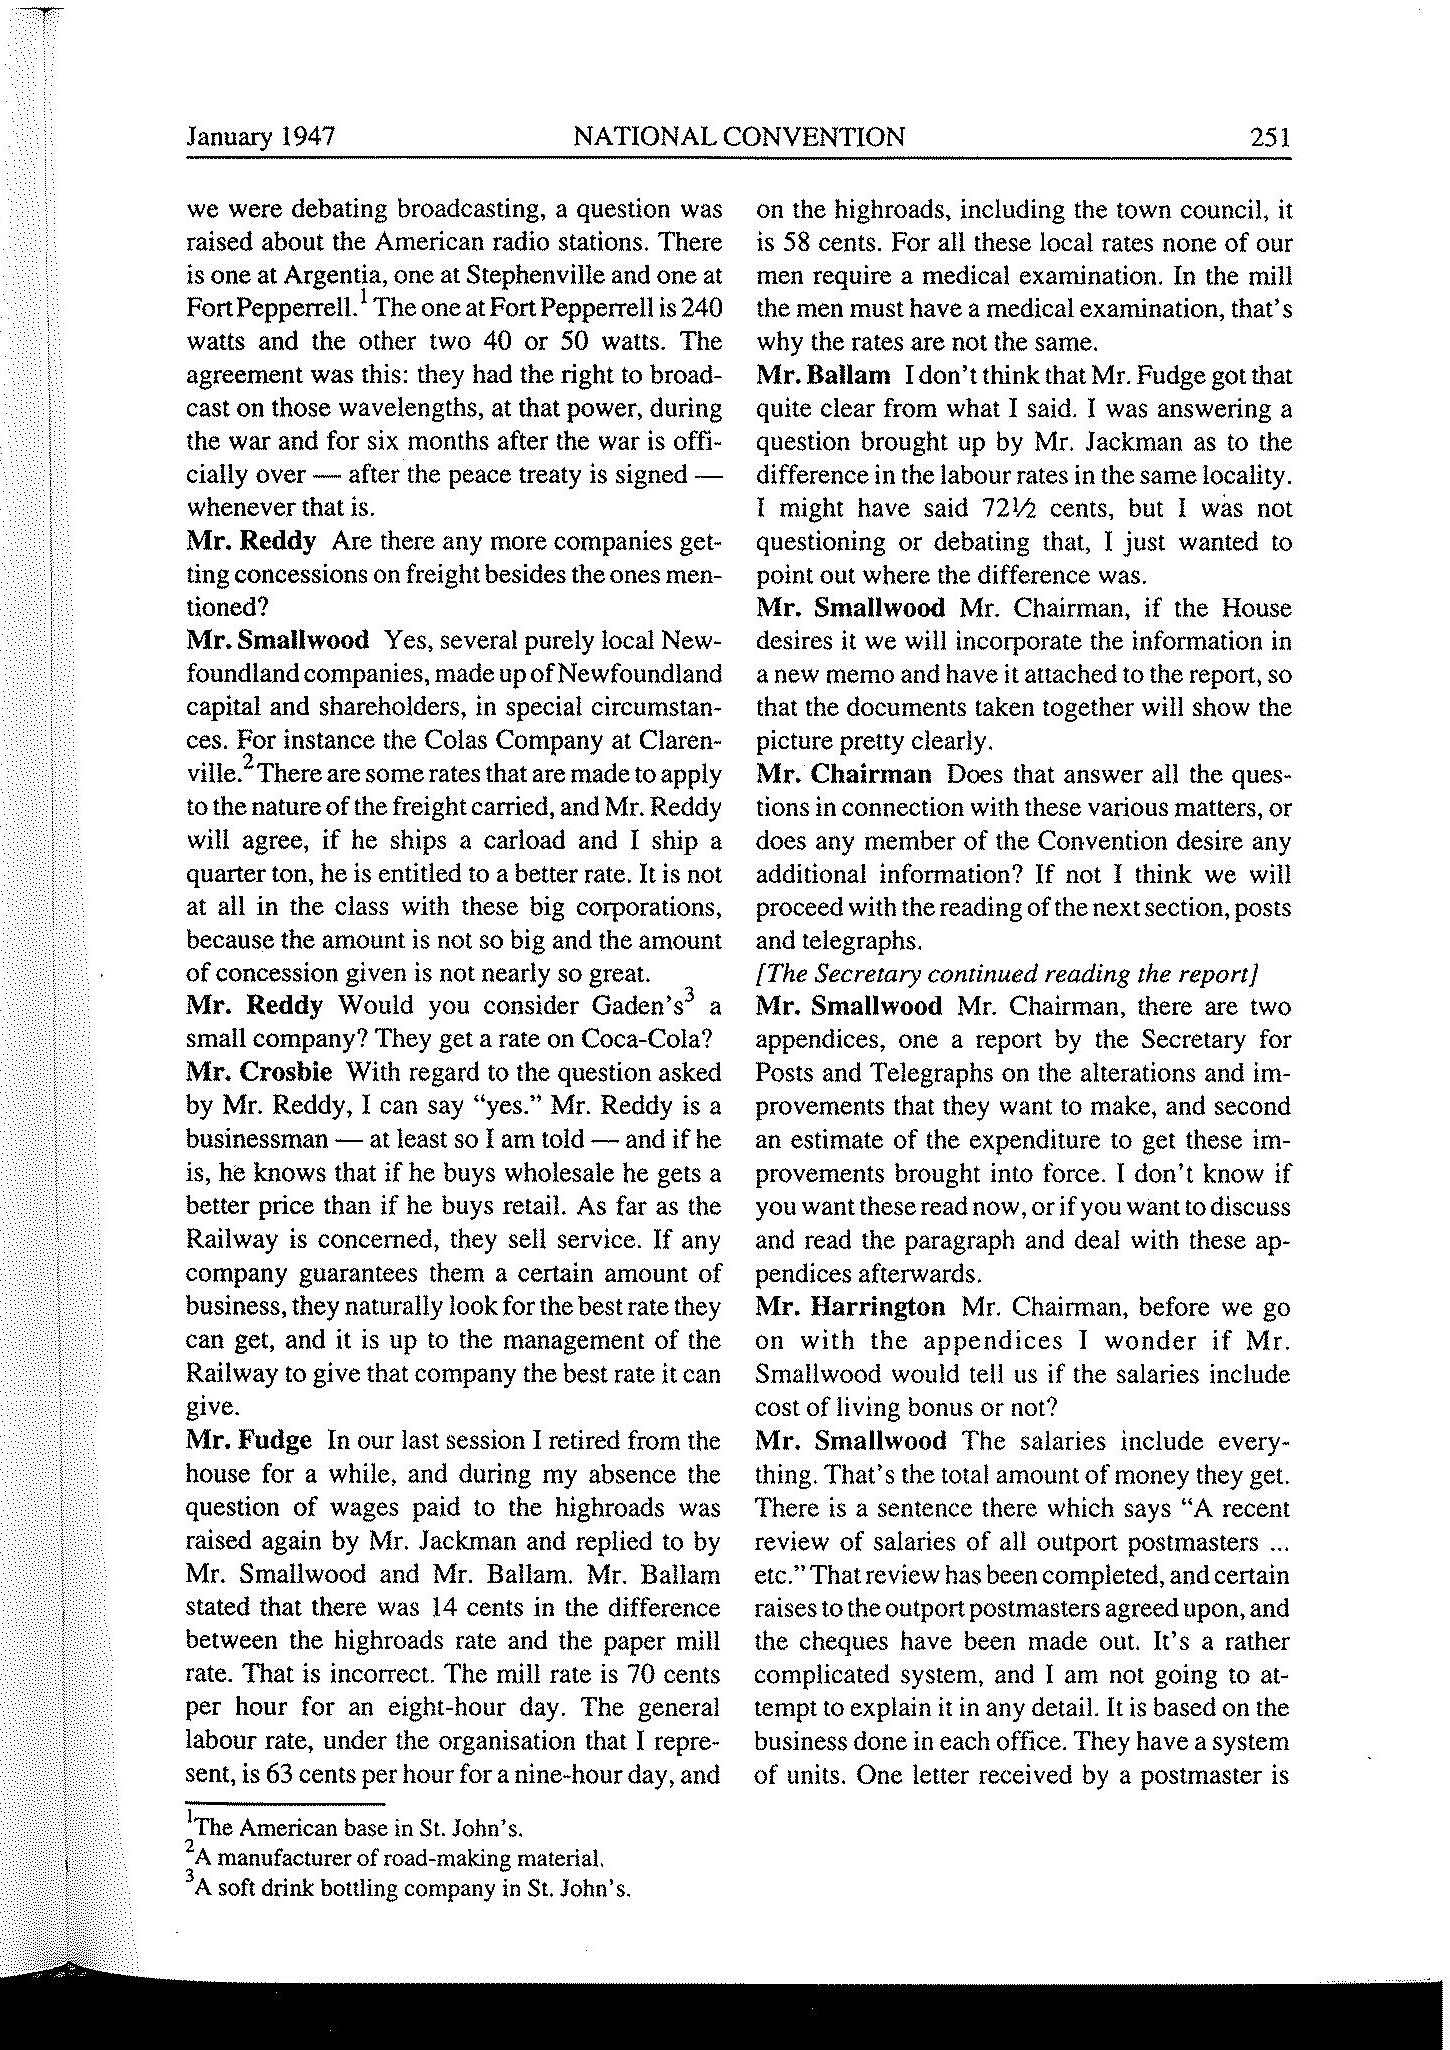 January 1947 NATIONAL CONVENTION 251
we were debating broadcasting, a question was
raised about the American radio stations. There
is one at Argentia, one at Stephenville and one at
Fort Pepperrell.1 The one at Fort Pepperrell is 240
watts and the other two 40 or 50 watts. The
agreement was this: they had the right to broad-
cast on those wavelengths, at that power, during
the war and for six months after the war is offi-
cially over — after the peace treaty is signed —
whenever that is.
Mr. Reddy Are there any more companies get-
ting concessions on freight besides the ones men-
tioned?
Mr. Smallwood Yes, several purely local New-
foundland companies, made up of Newfoundland
capital and shareholders, in special circumstan-
ces. For instance the Colas Company at Claren-
ville.2 There are some rates that are made to apply
to the nature of the freight carried, and Mr. Reddy
will agree, if he ships a carload and I ship a
quarter ton, he is entitled to a better rate. It is not
at all in the class with these big corporations,
because the amount is not so big and the amount
of concession given is not nearly so great.
Mr. Reddy Would you consider Gaden's3 a
small company? They get a rate on Coca-Cola?
Mr. Crosbie With regard to the question asked
by Mr. Reddy, I can say "yes." Mr. Reddy is a
businessman — at least so I am told — and if he
is, he knows that if he buys wholesale he gets a
better price than if he buys retail. As far as the
Railway is concerned, they sell service. If any
company guarantees them a certain amount of
business, they naturally look for the best rate they
can get, and it is up to the management of the
Railway to give that company the best rate it can
give.
Mr. Fudge In our last session I retired from the
house for a while, and during my absence the
question of wages paid to the highroads was
raised again by Mr. Jackman and replied to by
Mr. Smallwood and Mr. Ballam. Mr. Ballam
stated that there was 14 cents in the difference
between the highroads rate and the paper mill
rate. That is incorrect. The mill rate is 70 cents
per hour for an eight-hour day. The general
labour rate, under the organisation that I repre-
sent, is 63 cents per hour for a nine-hour day, and
1The American base in St. John's.
2A manufacturer of road-making material.
3A soft drink bottling company in St. John's.
on the highroads, including the town council, it
is 58 cents. For all these local rates none of our
men require a medical examination. In the mill
the men must have a medical examination, that's
why the rates are not the same.
Mr. Ballam I don't think that Mr. Fudge got that
quite clear from what I said. I was answering a
question brought up by Mr. Jackman as to the
difference in the labour rates in the same locality.
I might have said 72½ cents, but I was not
questioning or debating that, I just wanted to
point out where the difference was.
Mr. Smallwood Mr. Chairman, if the House
desires it we will incorporate the information in
a new memo and have it attached to the report, so
that the documents taken together will show the
picture pretty clearly.
Mr. Chairman Does that answer all the ques-
tions in connection with these various matters, or
does any member of the Convention desire any
additional information? If not I think we will
proceed with the reading of the next section, posts
and telegraphs.
[The Secretary continued reading the report]
Mr. Smallwood Mr. Chairman, there are two
appendices, one a report by the Secretary for
Posts and Telegraphs on the alterations and im-
provements that they want to make, and second
an estimate of the expenditure to get these im-
provements brought into force. I don't know if
you want these read now, or if you want to discuss
and read the paragraph and deal with these ap-
pendices afterwards.
Mr. Harrington Mr. Chairman, before we go
on with the appendices I wonder if Mr.
Smallwood would tell us if the salaries include
cost of living bonus or not?
Mr. Smallwood The salaries include every-
thing. That's the total amount of money they get.
There is a sentence there which says "A recent
review of salaries of all outport postmasters ...
etc." That review has been completed, and certain
raises to the outport postmasters agreed upon, and
the cheques have been made out. It's a rather
complicated system, and I am not going to at-
tempt to explain it in any detail. It is based on the
business done in each office. They have a system
of units. One letter received by a postmaster is